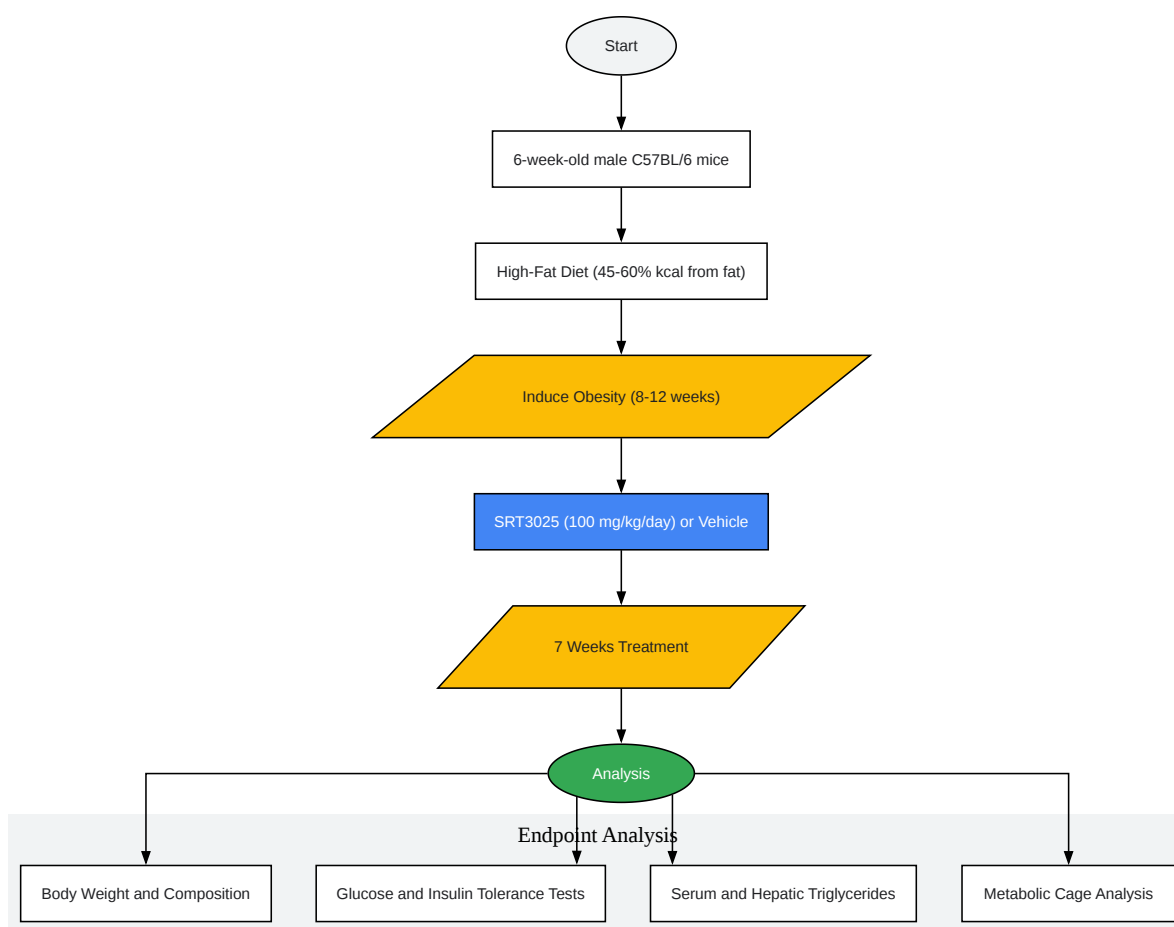 Start
6-week-old male C57BL/6 mice
High-Fat Diet (45-60% kcal from fat)
Induce Obesity (8-12 weeks)
SRT3025 (100 mg/kg/day) or Vehicle
7 Weeks Treatment
Analysis
Endpoint Analysis
Body Weight and Composition
Glucose and Insulin Tolerance Tests
Serum and Hepatic Triglycerides
Metabolic Cage Analysis